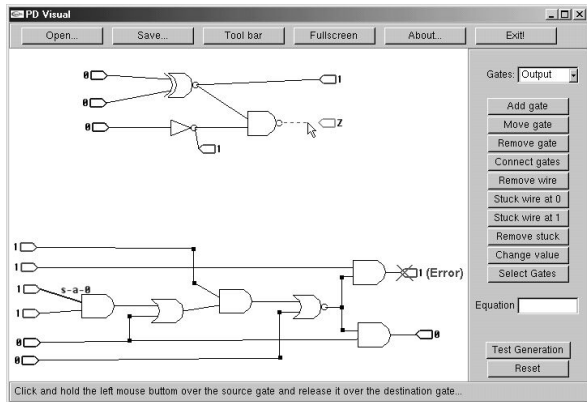 PD Visual
Open... Save... Tool bar Fullscreen About... Exit!
Gates: Output
0 1
0
0 Z
1
Add gate
Move gate
Remove gate
Connect gates
Remove wire
Stuck wire at 0
Stuck wire at 1
Remove stuck
Change value
Select Gates
Equation
1
1 1 (Error)
1 s-a-0
1
0 0
0
Test Generation
Reset
Click and hold the left mouse buttom over the source gate and release it over the destination gate...